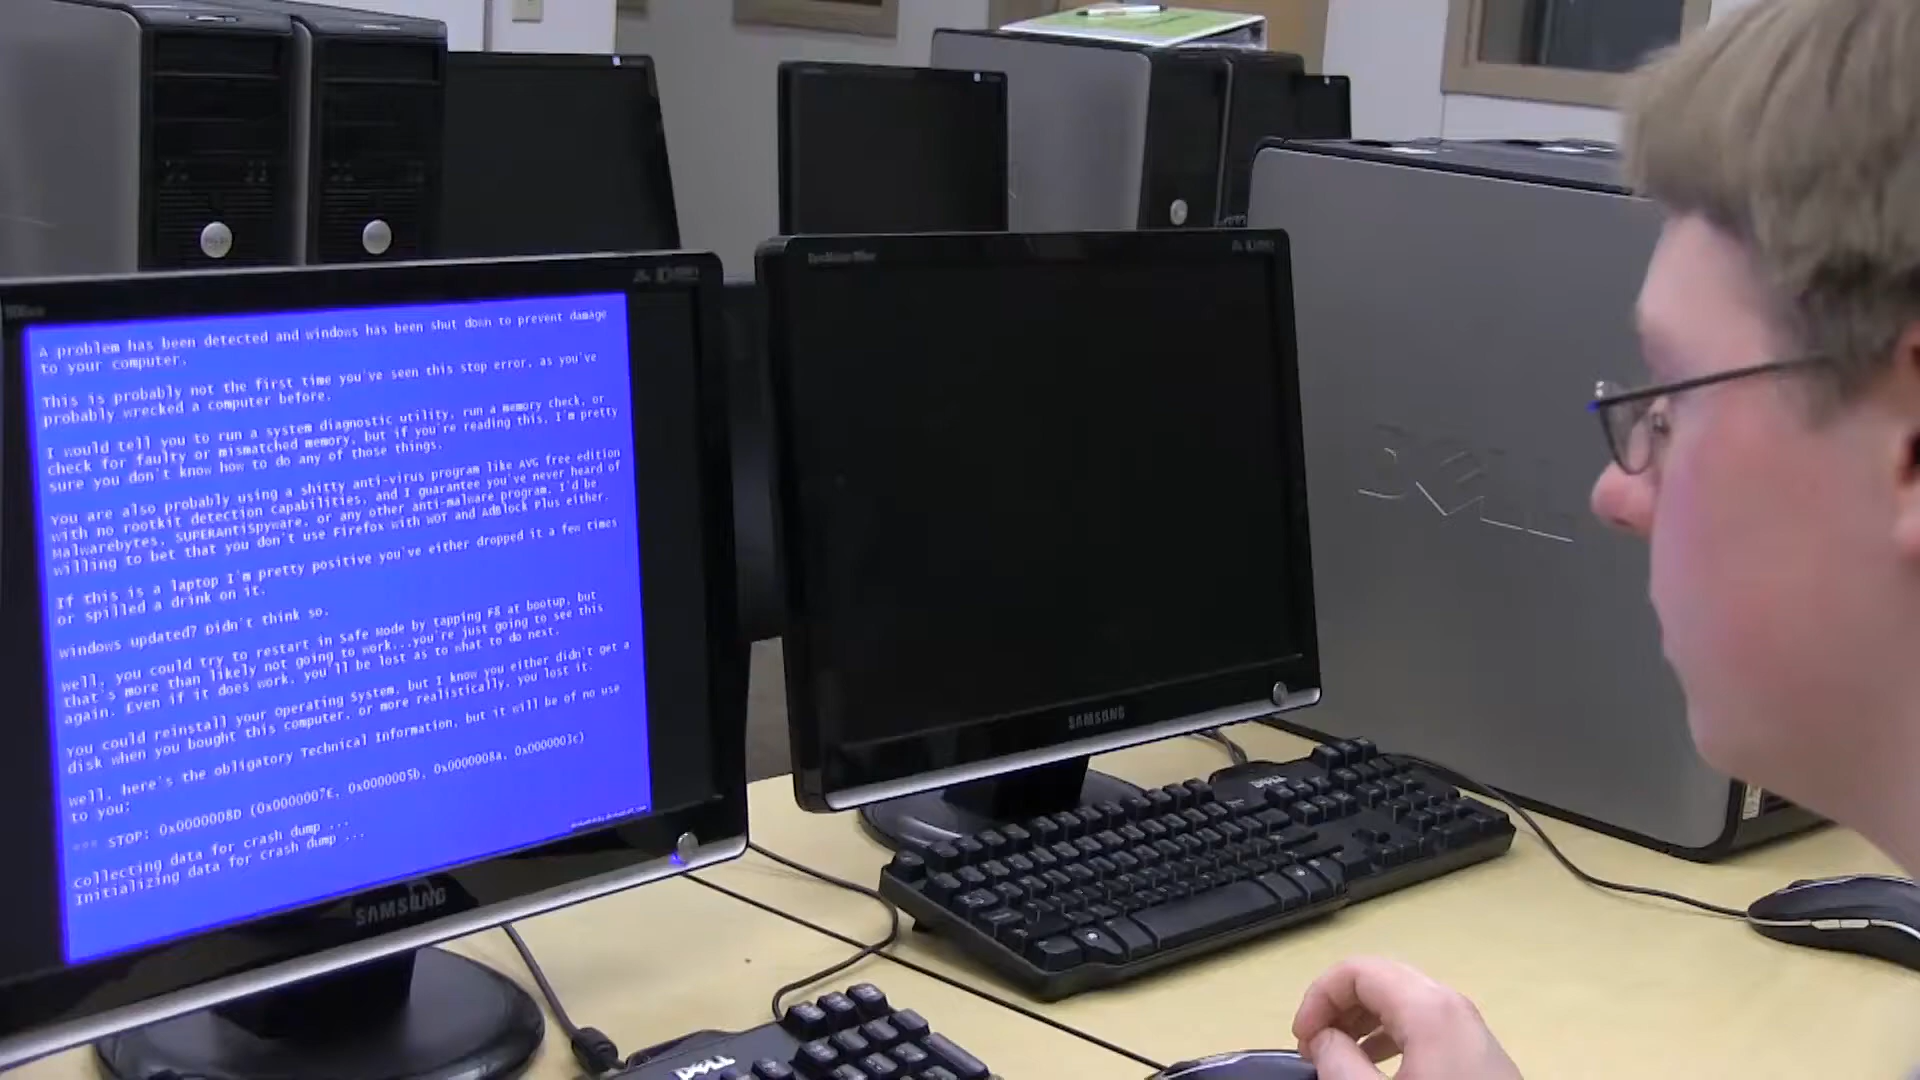 A problem has been detected and windows has been shut down to prevent damage
to your computer.
This is probably not the first time you've seen this stop error, as you've
probably wrecked a computer before.
I would tell you to run a system diagnostic utility, run a memory check, or
check for faulty or mismatched memory, but if you're reading this, I'm pretty
sure you don't know how to do any of those things.
You are also probably using a shitty anti-virus program like AVG free edition
with no rootkit detection capabilities, and I guarantee you've never heard of
Malwarebytes, SUPERAntiSpyware, or any other anti-malware program. I'd be
willing to bet that you don't use Firefox with WOT and AdBlock Plus either.
If this is a laptop I'm pretty positive you've either dropped it a few times
or spilled a drink on it.
windows updated? Didn't think so.
well, you could try to restart in Safe Mode by tapping F8 at bootup, but
that's more than likely not going to work...you're just going to see this
again. Even if it does work, you'll be lost as to what to do next.
You could reinstall your Operating System, but I know you either didn't get a
disk when you bought this computer, or more realistically, you lost it.
well, here's the obligatory Technical Information, but it will be of no use
to you:
*** STOP: 0x0000008D (0x0000007E, 0x0000005b, 0x0000008a, 0x0000003c)
Collecting data for crash dump ...
Initializing data for crash dump ...
SAMSUNG
SAMSUNG
DELL
DELL
DELL